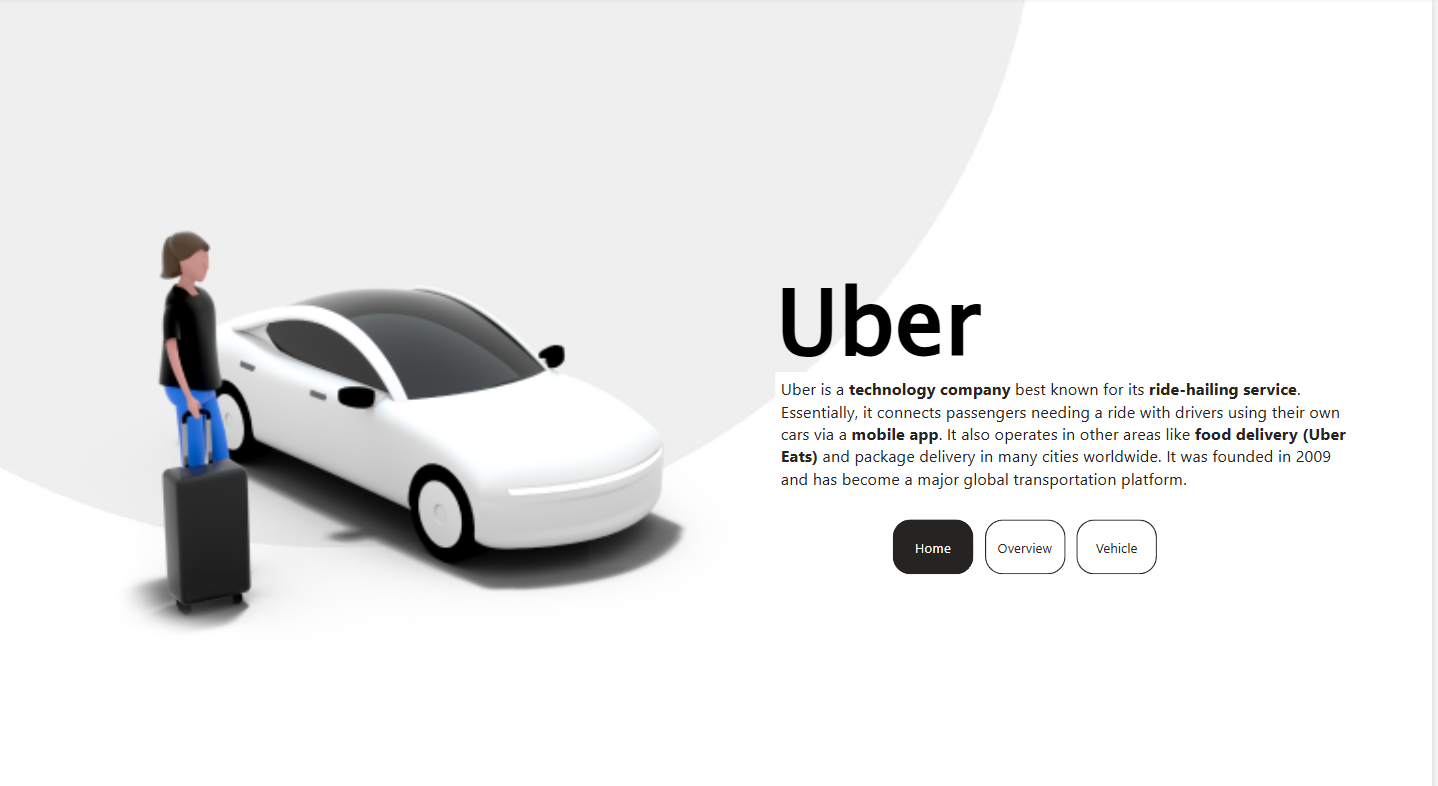 Uber
Uber is a technology company best known for its ride-hailing service.
Essentially, it connects passengers needing a ride with drivers using their own
cars via a mobile app. It also operates in other areas like food delivery (Uber
Eats) and package delivery in many cities worldwide. It was founded in 2009
and has become a major global transportation platform.
Home
Overview
Vehicle